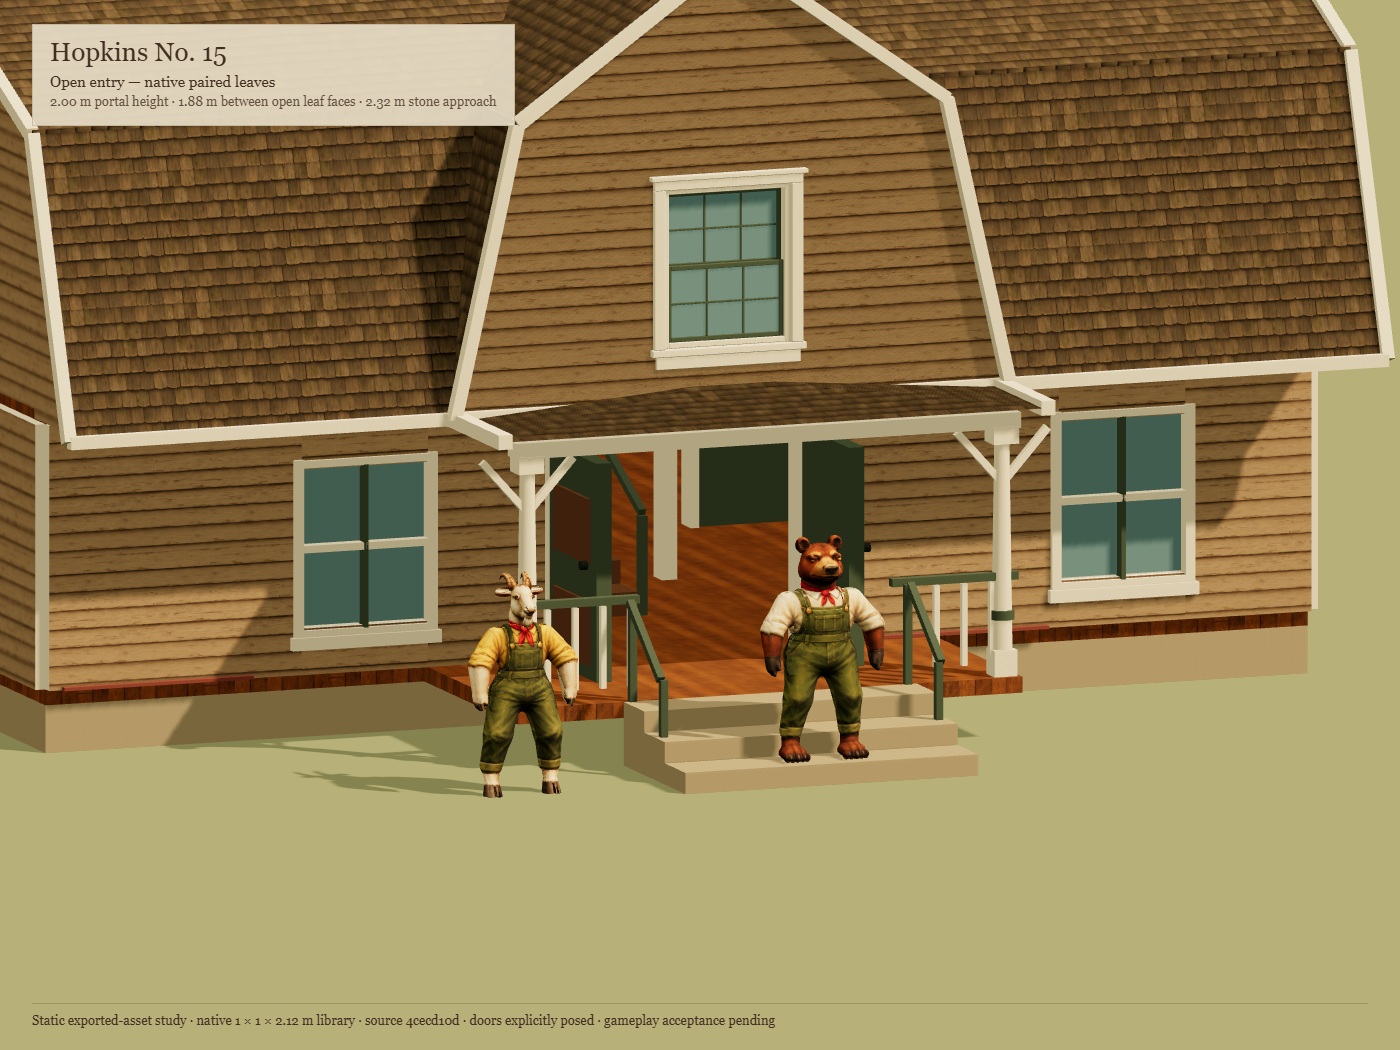 Hopkins No. 15
Open entry — native paired leaves
2.00 m portal height · 1.88 m between open leaf faces · 2.32 m stone approach
Static exported-asset study · native 1 × 1 × 2.12 m library · source 4cecd10d · doors explicitly posed · gameplay acceptance pending